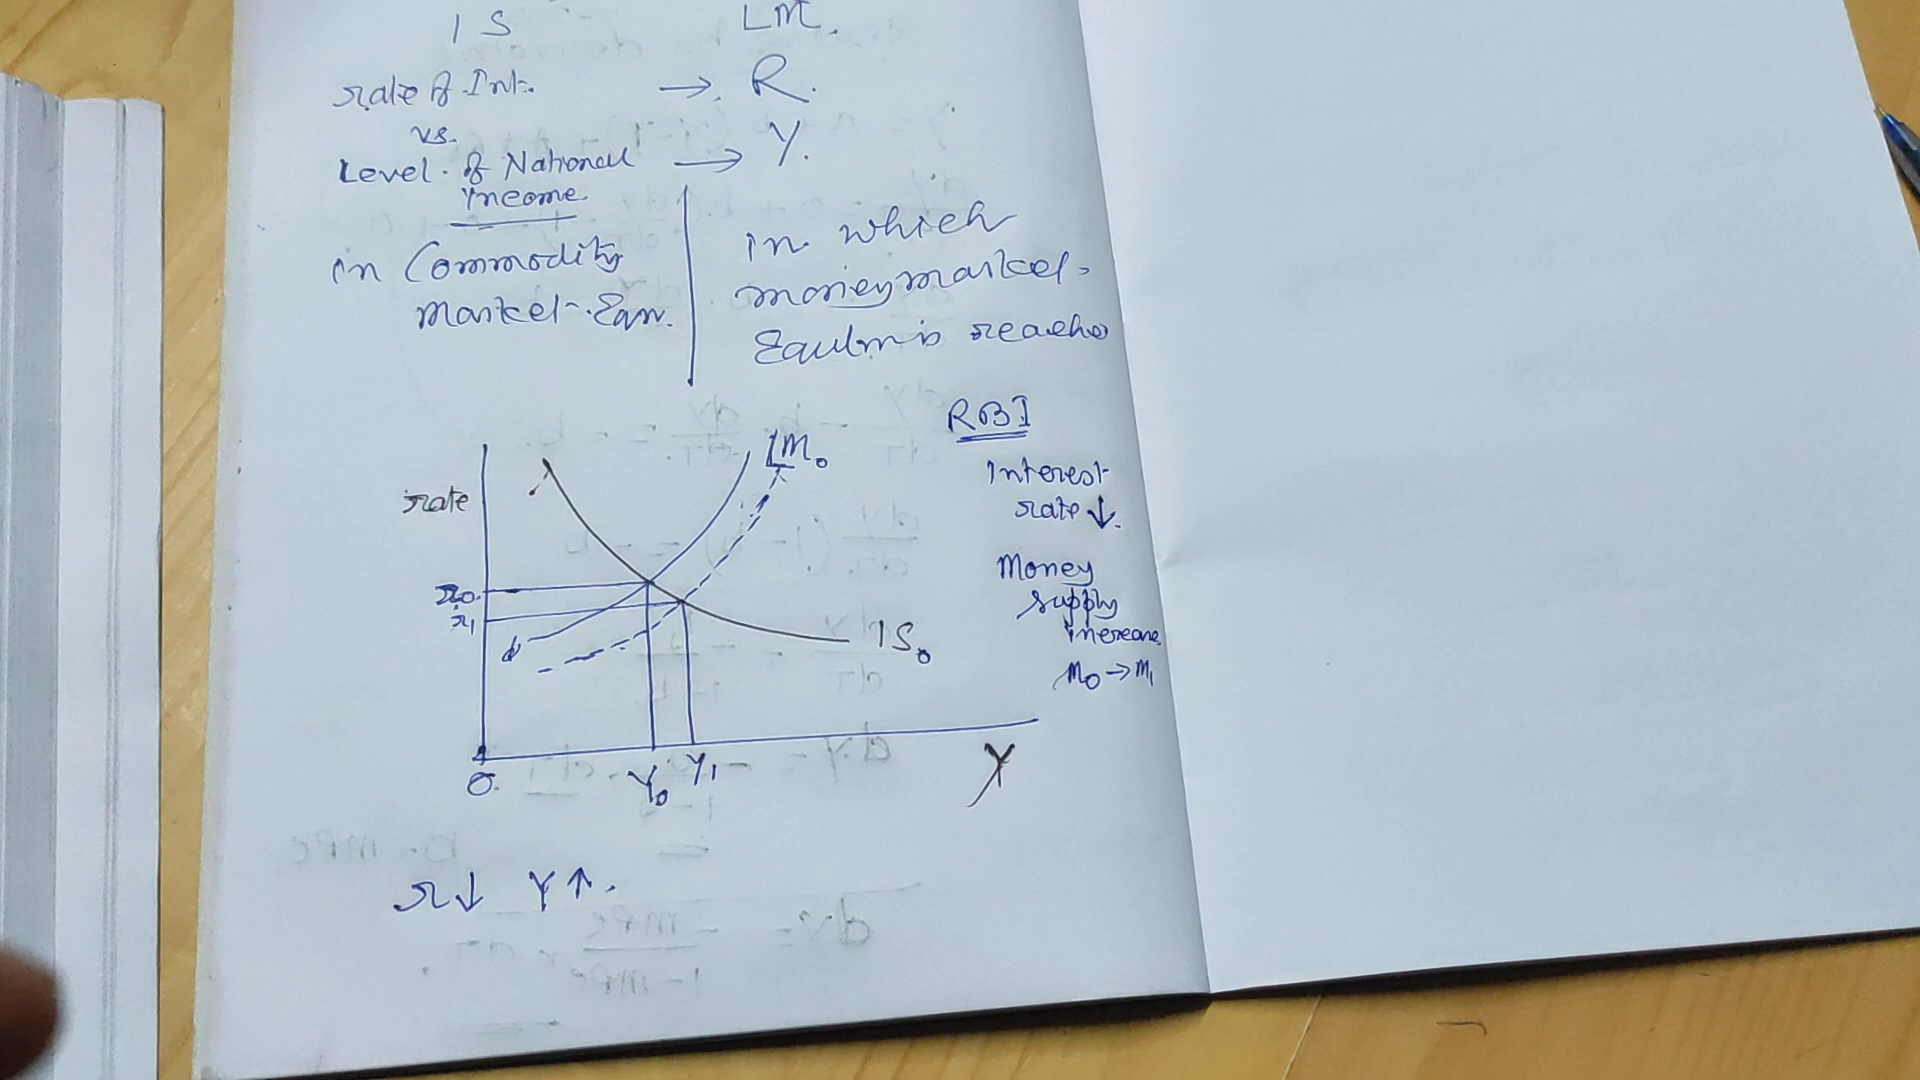 IS LM.
rate of Int. → R.
vs.
Level of National → Y.
Income
in Commodity
Market Eqm.
in which
money market
Equlm is reached
RBI
Interest
rate ↓.
Money
supply
increase
M0 → M1
LM0
rate
r0
r1
IS0
O
Y0 Y1
Y
r↓ Y↑.